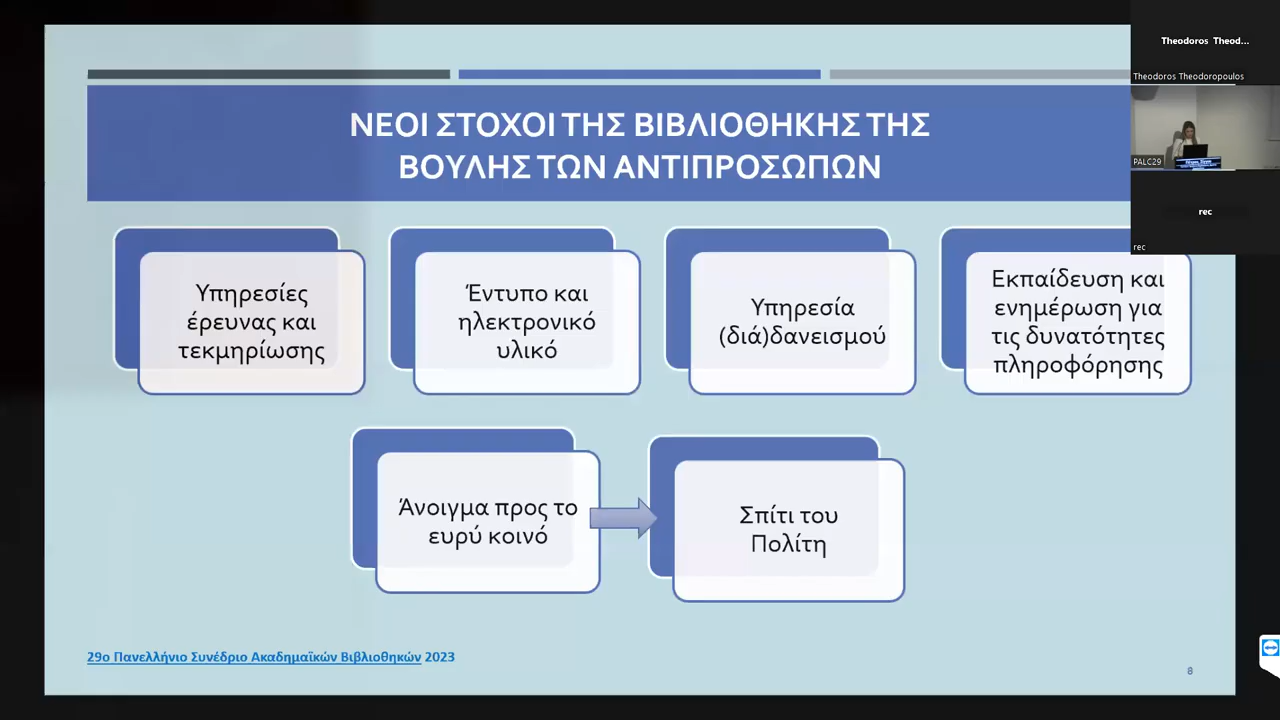 ΝΕΟΙ ΣΤΟΧΟΙ ΤΗΣ ΒΙΒΛΙΟΘΗΚΗΣ ΤΗΣ
ΒΟΥΛΗΣ ΤΩΝ ΑΝΤΙΠΡΟΣΩΠΩΝ
Υπηρεσίες
έρευνας και
τεκμηρίωσης
Έντυπο και
ηλεκτρονικό
υλικό
Υπηρεσία
(διά)δανεισμού
Εκπαίδευση και
ενημέρωση για
τις δυνατότητες
πληροφόρησης
Άνοιγμα προς το
ευρύ κοινό
Σπίτι του
Πολίτη
29ο Πανελλήνιο Συνέδριο Ακαδημαϊκών Βιβλιοθηκών 2023
8
Theodoros Theod...
Theodoros Theodoropoulos
PALC29
rec
rec